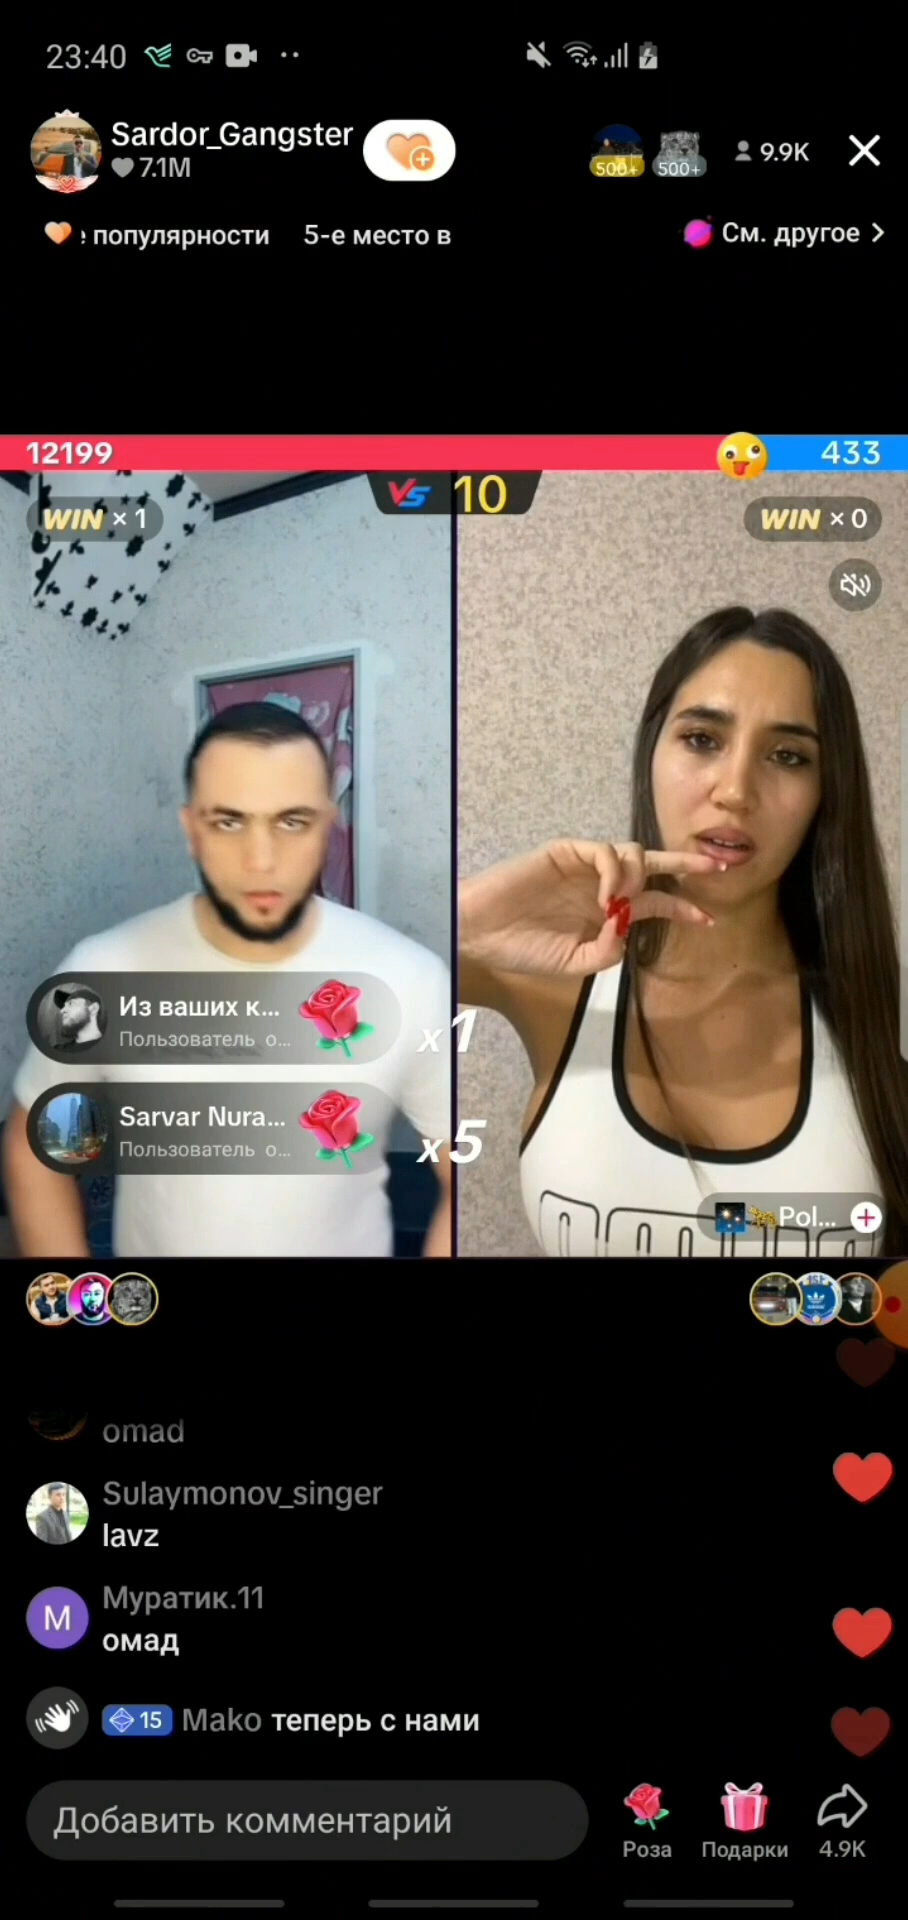 23:40
Sardor_Gangster
7.1M
500+
500+
9.9K
е популярности
5-е место в
См. другое >
12199
433
VS 10
WIN × 1
WIN × 0
Из ваших к...
Пользователь о...
x1
Sarvar Nura...
Пользователь о...
x5
Pol...
omad
Sulaymonov_singer
lavz
Муратик.11
омад
M
15 Mako теперь с нами
Добавить комментарий
Роза
Подарки
4.9K